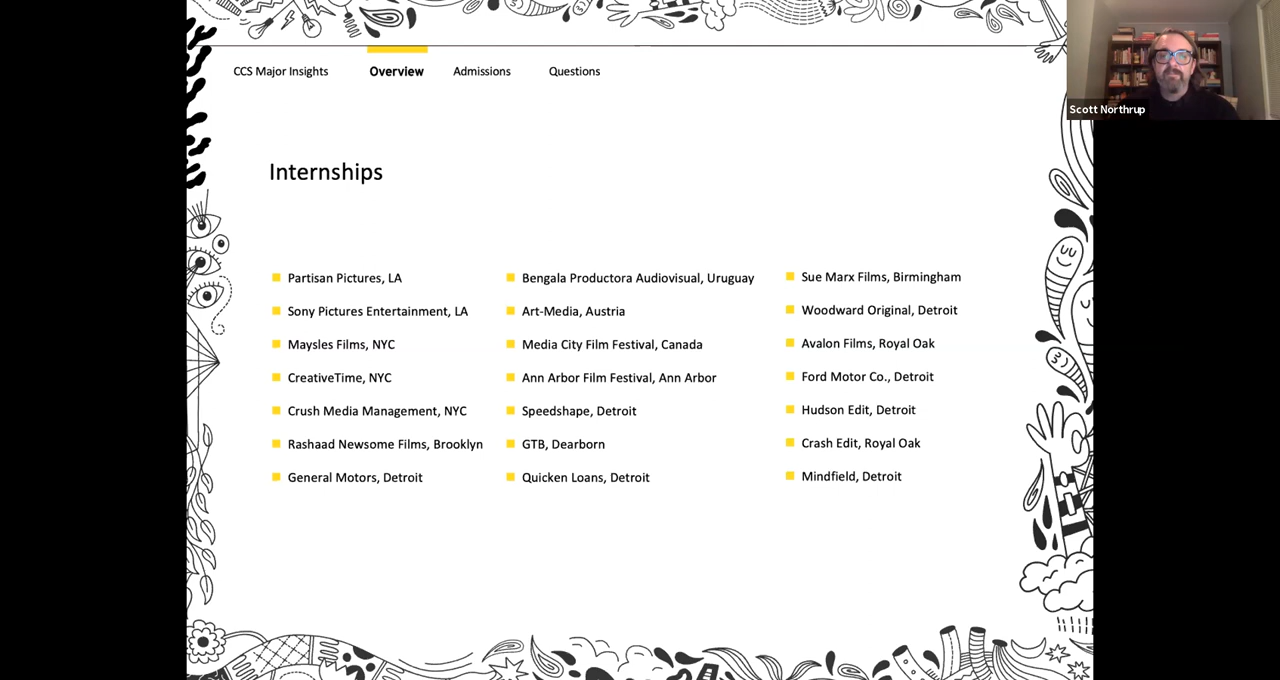 CCS Major Insights
Overview
Admissions
Questions
Scott Northrup
Internships
Partisan Pictures, LA
Sony Pictures Entertainment, LA
Maysles Films, NYC
CreativeTime, NYC
Crush Media Management, NYC
Rashaad Newsome Films, Brooklyn
General Motors, Detroit
Bengala Productora Audiovisual, Uruguay
Art-Media, Austria
Media City Film Festival, Canada
Ann Arbor Film Festival, Ann Arbor
Speedshape, Detroit
GTB, Dearborn
Quicken Loans, Detroit
Sue Marx Films, Birmingham
Woodward Original, Detroit
Avalon Films, Royal Oak
Ford Motor Co., Detroit
Hudson Edit, Detroit
Crash Edit, Royal Oak
Mindfield, Detroit